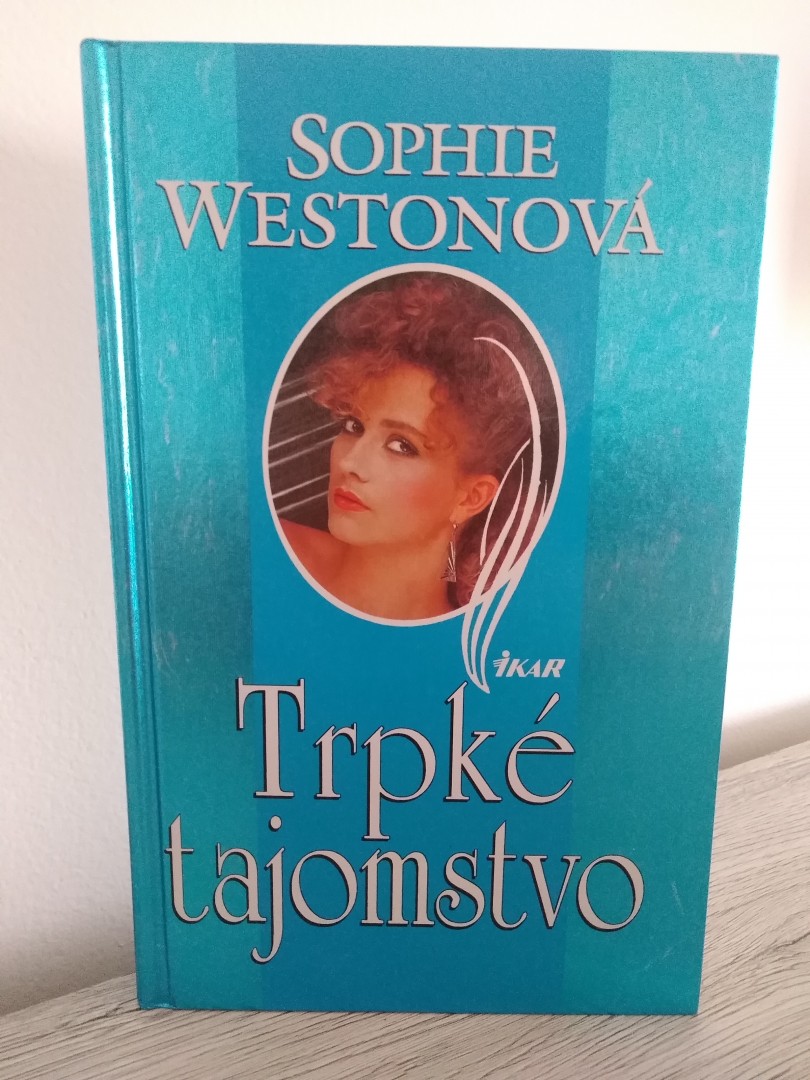 SOPHIE
WESTONOVÁ
IKAR
Trpké
tajomstvo